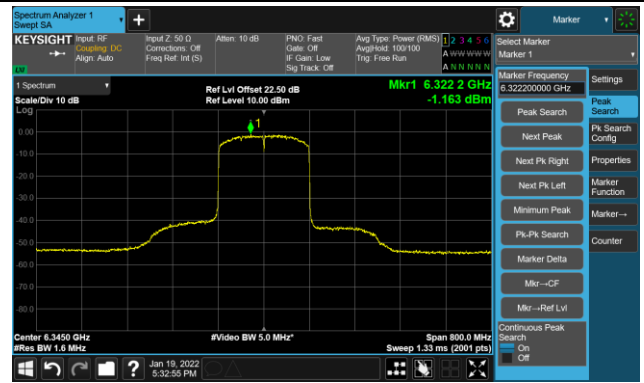 Spectrum Analyzer 1
Swept SA
Marker
KEYSIGHT
Input: RF
Coupling: DC
Align: Auto
Input Z: 50 Ω
Corrections: Off
Freq Ref: Int (S)
Atten: 10 dB
PNO: Fast
Gate: Off
IF Gain: Low
Sig Track: Off
Avg Type: Power (RMS)
Avg|Hold: 100/100
Trig: Free Run
1 2 3 4 5 6
A W W W W W
A N N N N N
Select Marker
Marker 1
1 Spectrum
Scale/Div 10 dB
Log
Ref Lvl Offset 22.50 dB
Ref Level 10.00 dBm
Mkr1 6.322 2 GHz
-1.163 dBm
1
0.00
-10.0
-20.0
-30.0
-40.0
-50.0
-60.0
-70.0
-80.0
Center 6.3450 GHz
#Res BW 1.6 MHz
#Video BW 5.0 MHz*
Span 800.0 MHz
Sweep 1.33 ms (2001 pts)
Marker Frequency
6.322200000 GHz
Peak Search
Next Peak
Next Pk Right
Next Pk Left
Minimum Peak
Pk-Pk Search
Marker Delta
Mkr→CF
Mkr→Ref Lvl
Continuous Peak
Search
On
Off
Settings
Peak
Search
Pk Search
Config
Properties
Marker
Function
Marker→
Counter
Jan 19, 2022
5:32:55 PM